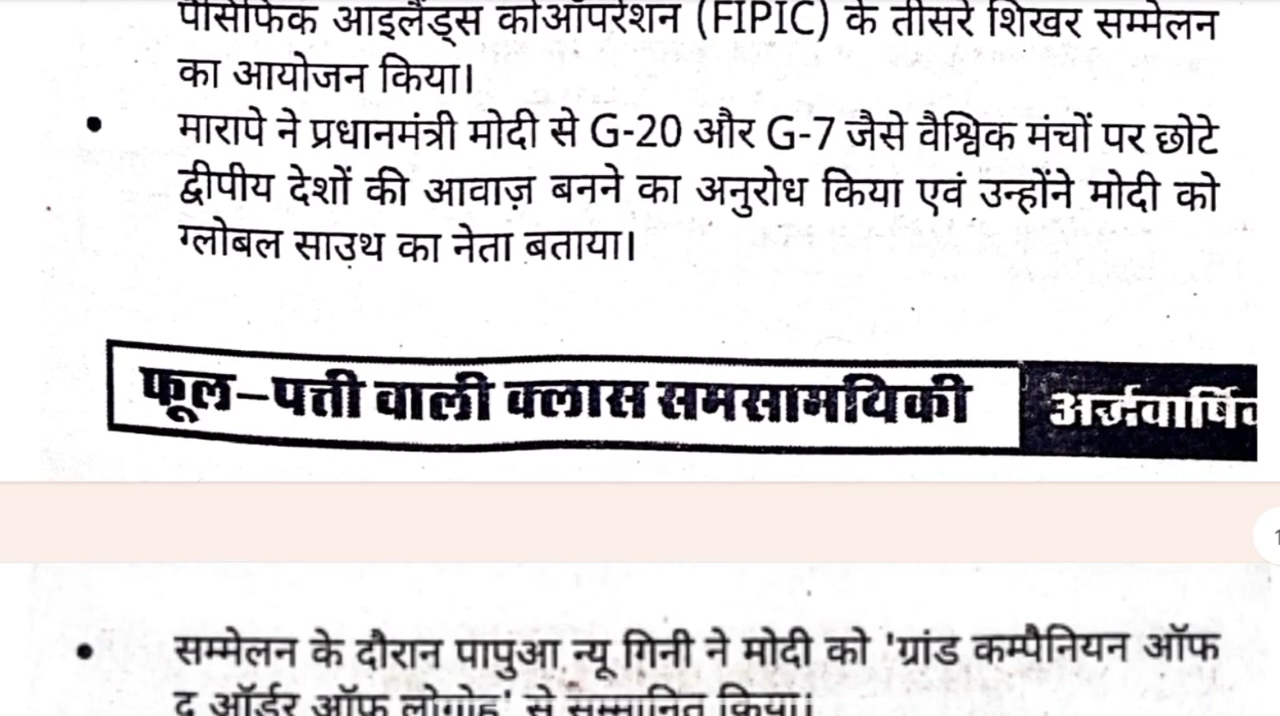 पैसिफिक आइलैंड्स कोऑपरेशन (FIPIC) के तीसरे शिखर सम्मेलन
का आयोजन किया।
• मारापे ने प्रधानमंत्री मोदी से G-20 और G-7 जैसे वैश्विक मंचों पर छोटे
द्वीपीय देशों की आवाज़ बनने का अनुरोध किया एवं उन्होंने मोदी को
ग्लोबल साउथ का नेता बताया।
फूल-पत्ती वाली क्लास समसामयिकी
1
• सम्मेलन के दौरान पापुआ न्यू गिनी ने मोदी को 'ग्रांड कम्पैनियन ऑफ
द ऑर्डर ऑफ लोगोहु' से सम्मानित किया।